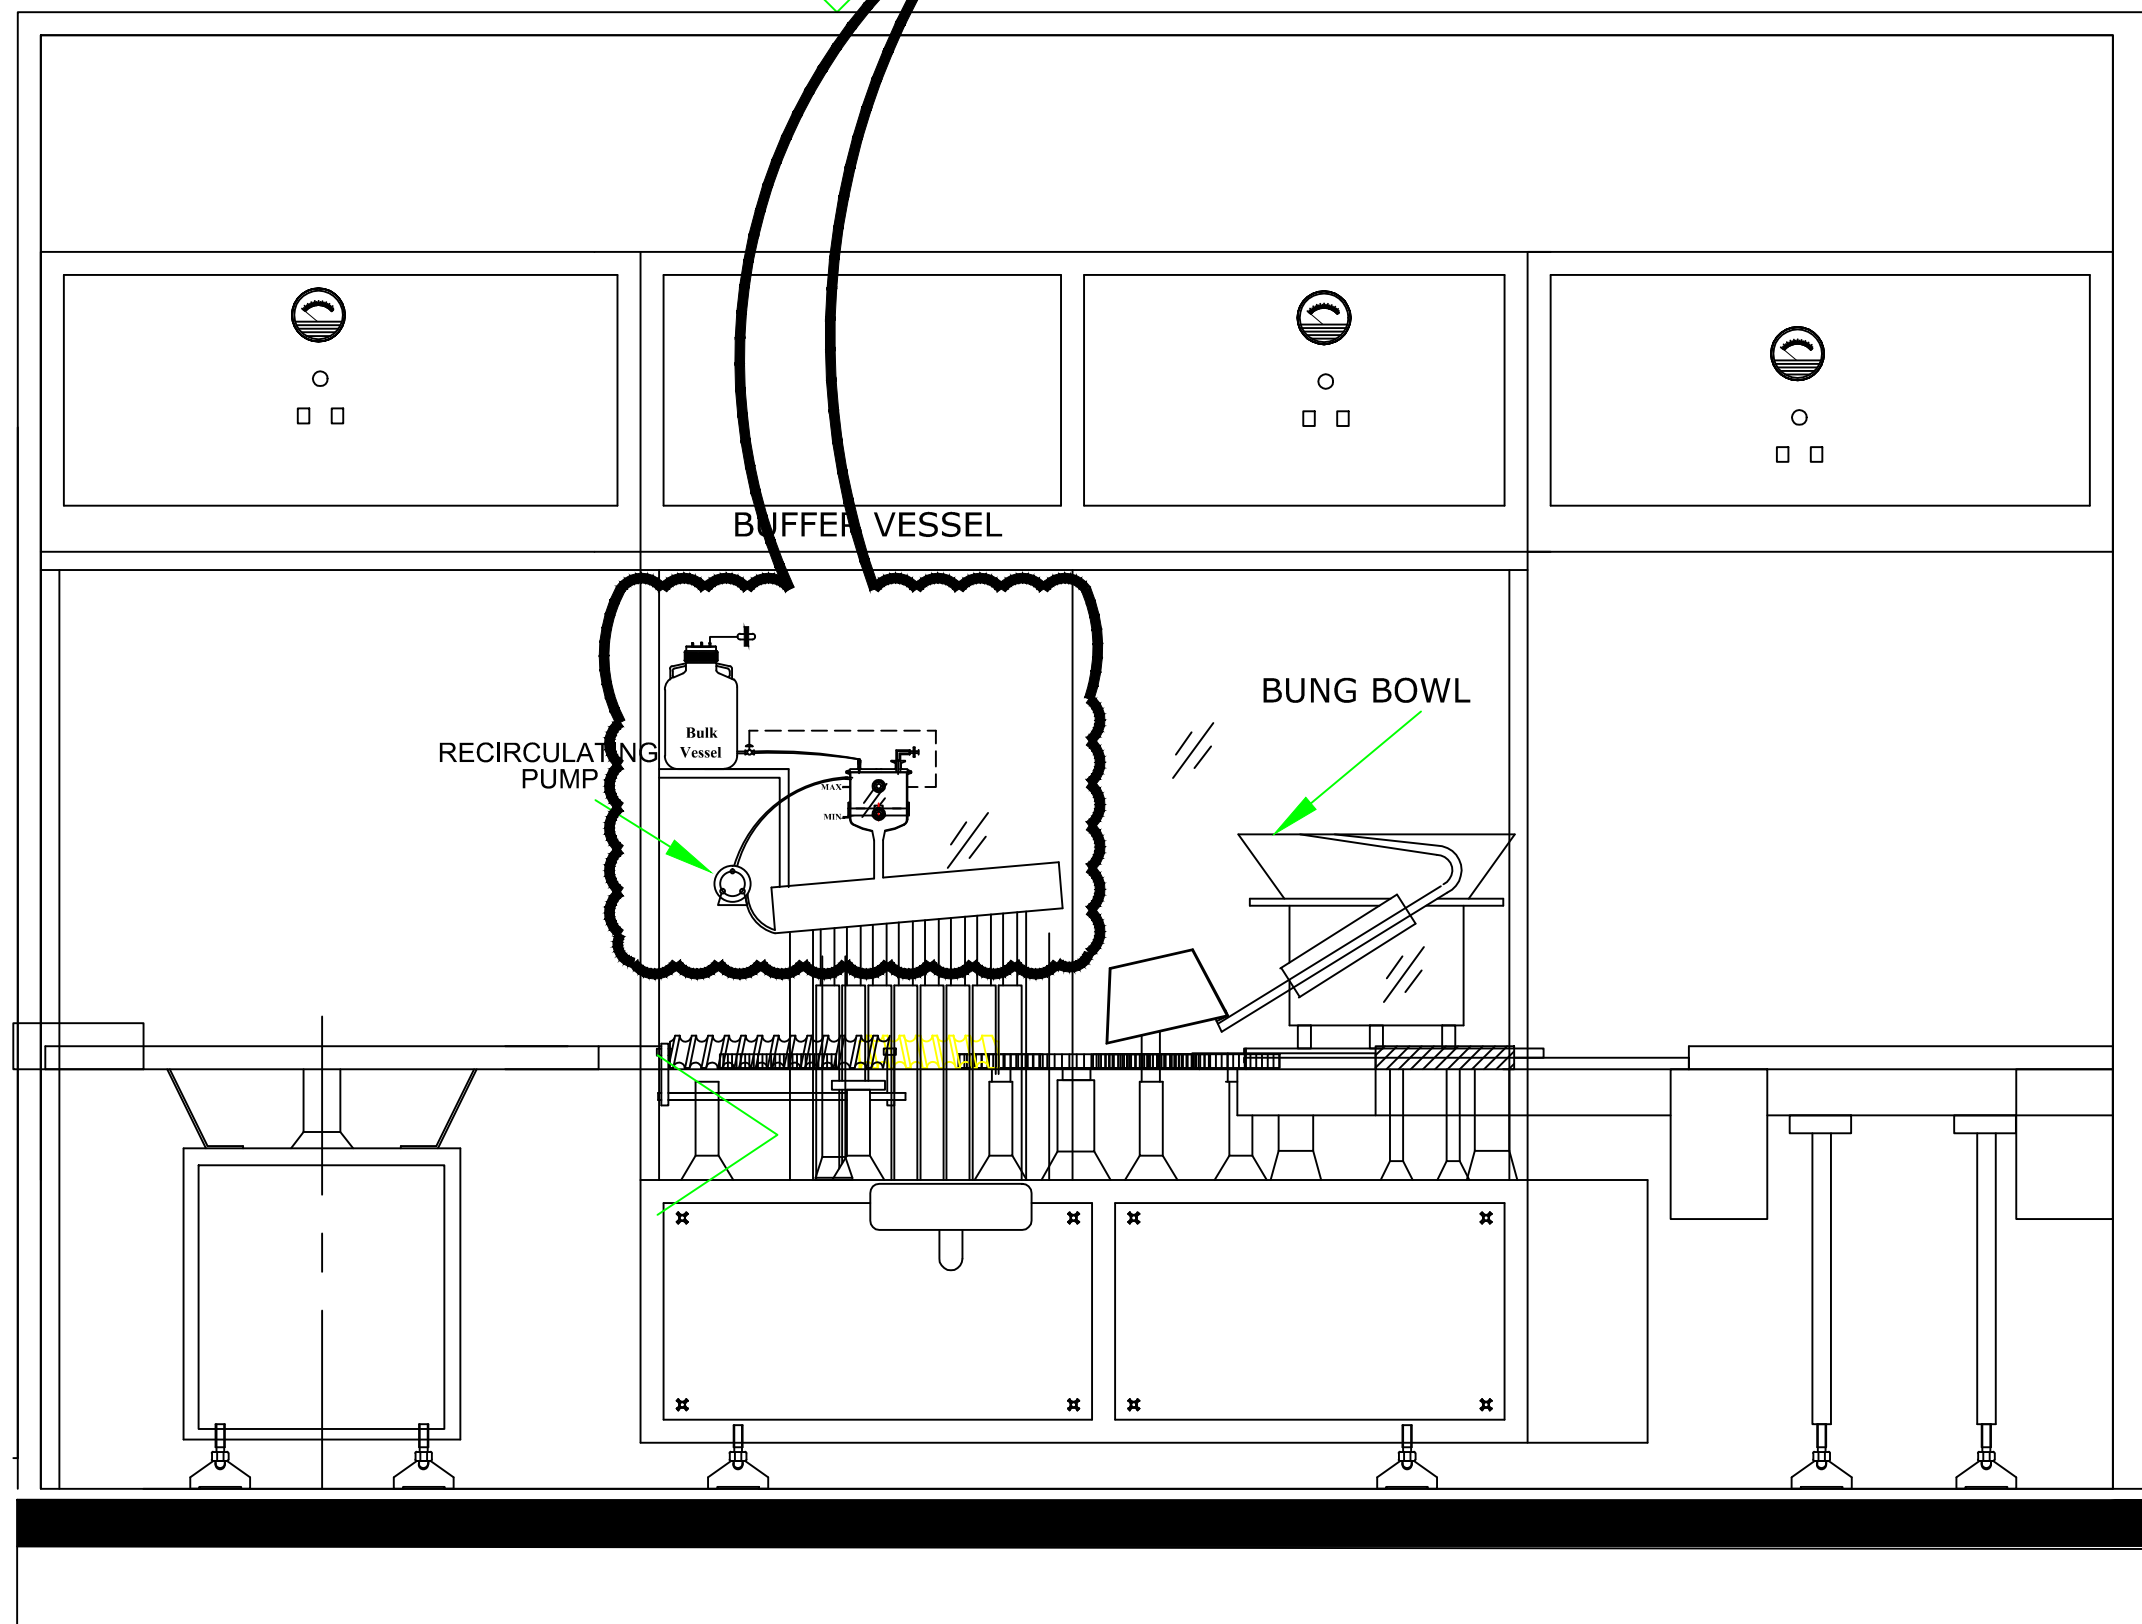 BUFFER VESSEL
BUNG BOWL
RECIRCULATING
PUMP
Bulk
Vessel
MAX
MIN